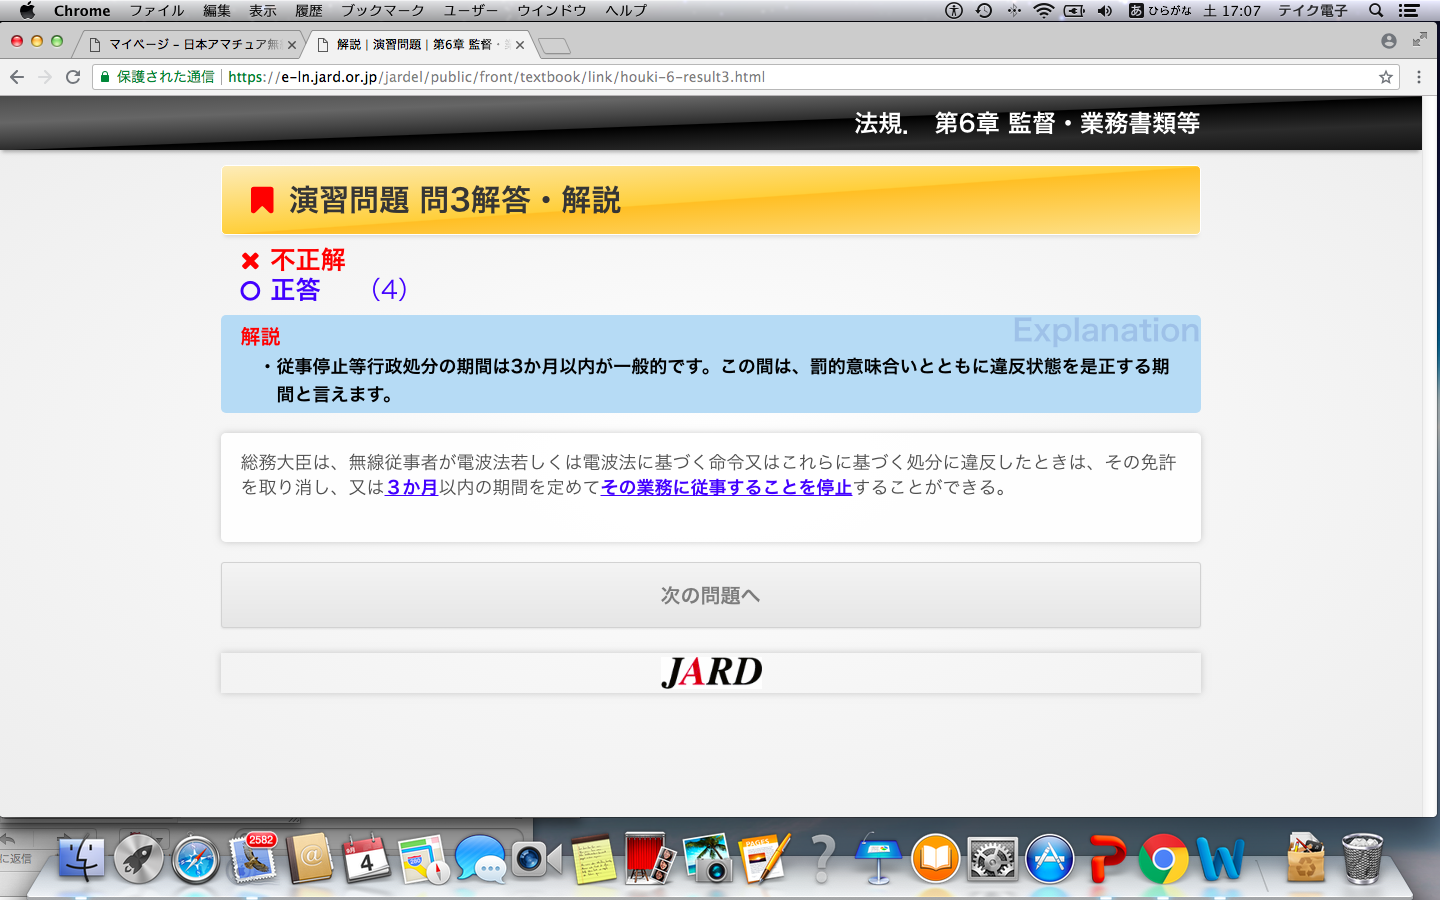 Chrome ファイル 編集 表示 履歴 ブックマーク ユーザー ウインドウ ヘルプ あ ひらがな 土 17:07 テイク電子
マイページ – 日本アマチュア無 解説 | 演習問題 | 第6章 監督・
保護された通信 https://e-ln.jard.or.jp/jardel/public/front/textbook/link/houki-6-result3.html
法規. 第6章 監督・業務書類等
演習問題 問3解答・解説
不正解
正答 （4）
Explanation
解説
・従事停止等行政処分の期間は3か月以内が一般的です。この間は、罰的意味合いとともに違反状態を是正する期
間と言えます。
総務大臣は、無線従事者が電波法若しくは電波法に基づく命令又はこれらに基づく処分に違反したときは、その免許
を取り消し、又は３か月以内の期間を定めてその業務に従事することを停止することができる。
次の問題へ
JARD
に返信
2582
9月
4
280
PAGES